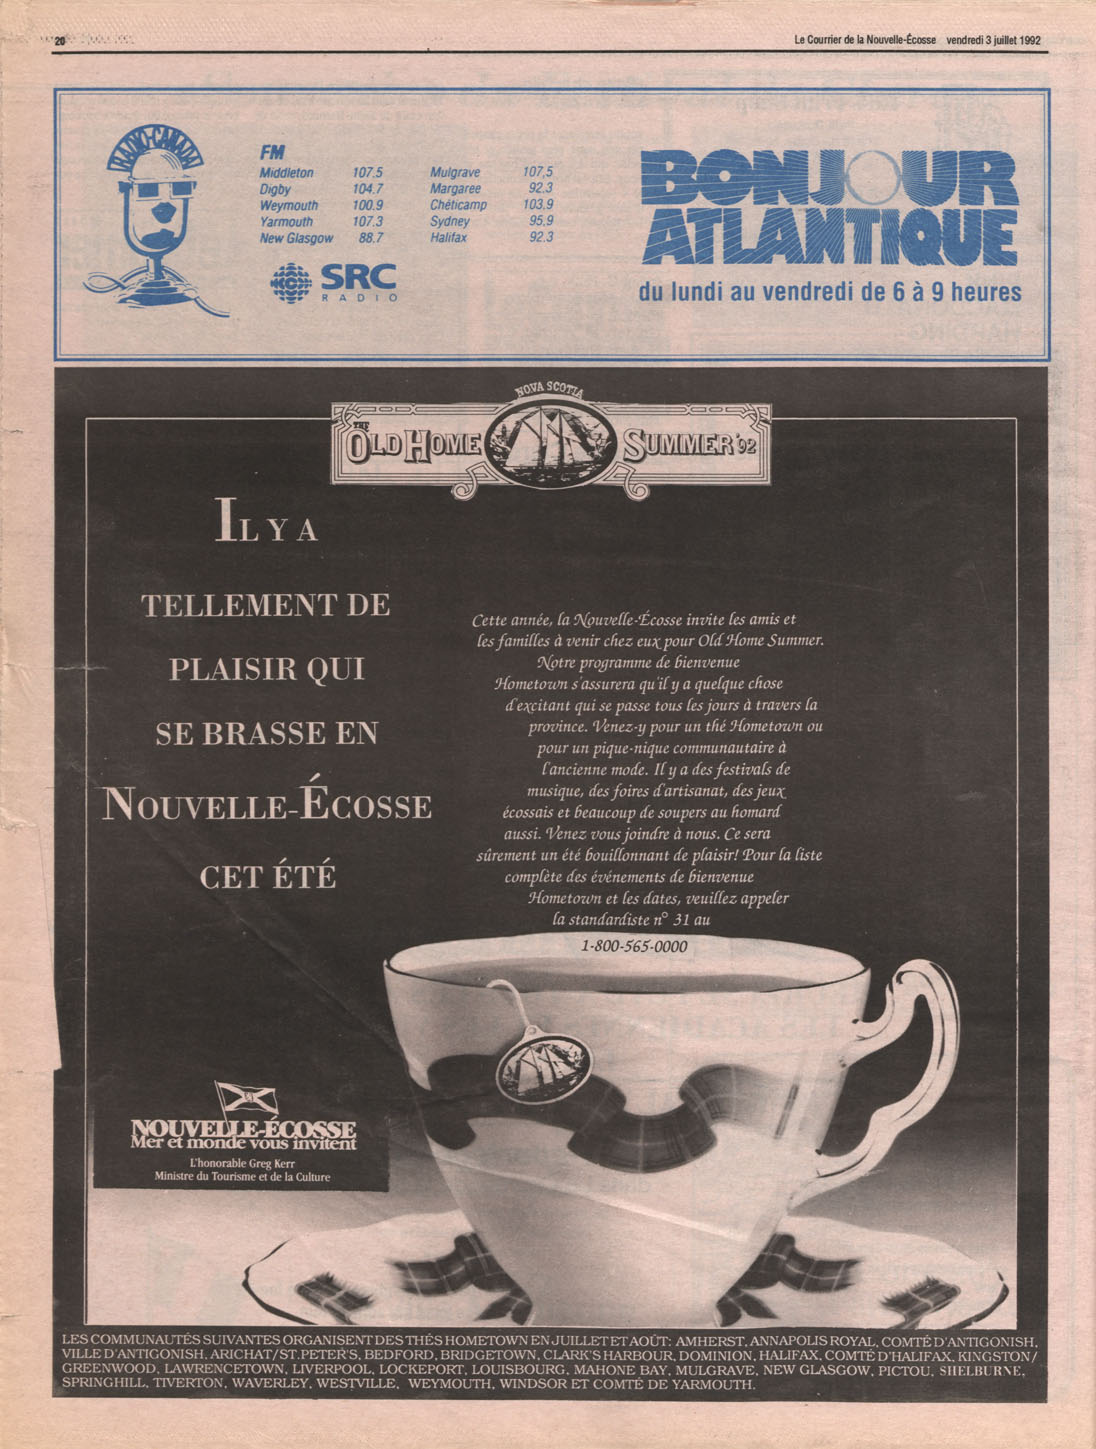 20
Le Courrier de la Nouvelle-Écosse vendredi 3 juillet 1992
RADIO-CANADA
FM
Middleton 107.5 Mulgrave 107,5
Digby 104.7 Margaree 92.3
Weymouth 100.9 Chéticamp 103.9
Yarmouth 107.3 Sydney 95.9
New Glasgow 88.7 Halifax 92.3
SRC
RADIO
BONJOUR
ATLANTIQUE
du lundi au vendredi de 6 à 9 heures
NOVA SCOTIA
THE OLD HOME SUMMER '92
IL Y A
TELLEMENT DE
PLAISIR QUI
SE BRASSE EN
NOUVELLE-ÉCOSSE
CET ÉTÉ
Cette année, la Nouvelle-Écosse invite les amis et
les familles à venir chez eux pour Old Home Summer.
Notre programme de bienvenue
Hometown s'assurera qu'il y a quelque chose
d'excitant qui se passe tous les jours à travers la
province. Venez-y pour un thé Hometown ou
pour un pique-nique communautaire à
l'ancienne mode. Il y a des festivals de
musique, des foires d'artisanat, des jeux
écossais et beaucoup de soupers au homard
aussi. Venez vous joindre à nous. Ce sera
sûrement un été bouillonnant de plaisir! Pour la liste
complète des événements de bienvenue
Hometown et les dates, veuillez appeler
la standardiste n° 31 au
1-800-565-0000
NOUVELLE-ÉCOSSE
Mer et monde vous invitent
L'honorable Greg Kerr
Ministre du Tourisme et de la Culture
LES COMMUNAUTÉS SUIVANTES ORGANISENT DES THÉS HOMETOWN EN JUILLET ET AOÛT: AMHERST, ANNAPOLIS ROYAL, COMTÉ D'ANTIGONISH,
VILLE D'ANTIGONISH, ARICHAT/ST.PETER'S, BEDFORD, BRIDGETOWN, CLARK'S HARBOUR, DOMINION, HALIFAX, COMTÉ D'HALIFAX, KINGSTON/
GREENWOOD, LAWRENCETOWN, LIVERPOOL, LOCKEPORT, LOUISBOURG, MAHONE BAY, MULGRAVE, NEW GLASGOW, PICTOU, SHELBURNE,
SPRINGHILL, TIVERTON, WAVERLEY, WESTVILLE, WEYMOUTH, WINDSOR ET COMTÉ DE YARMOUTH.